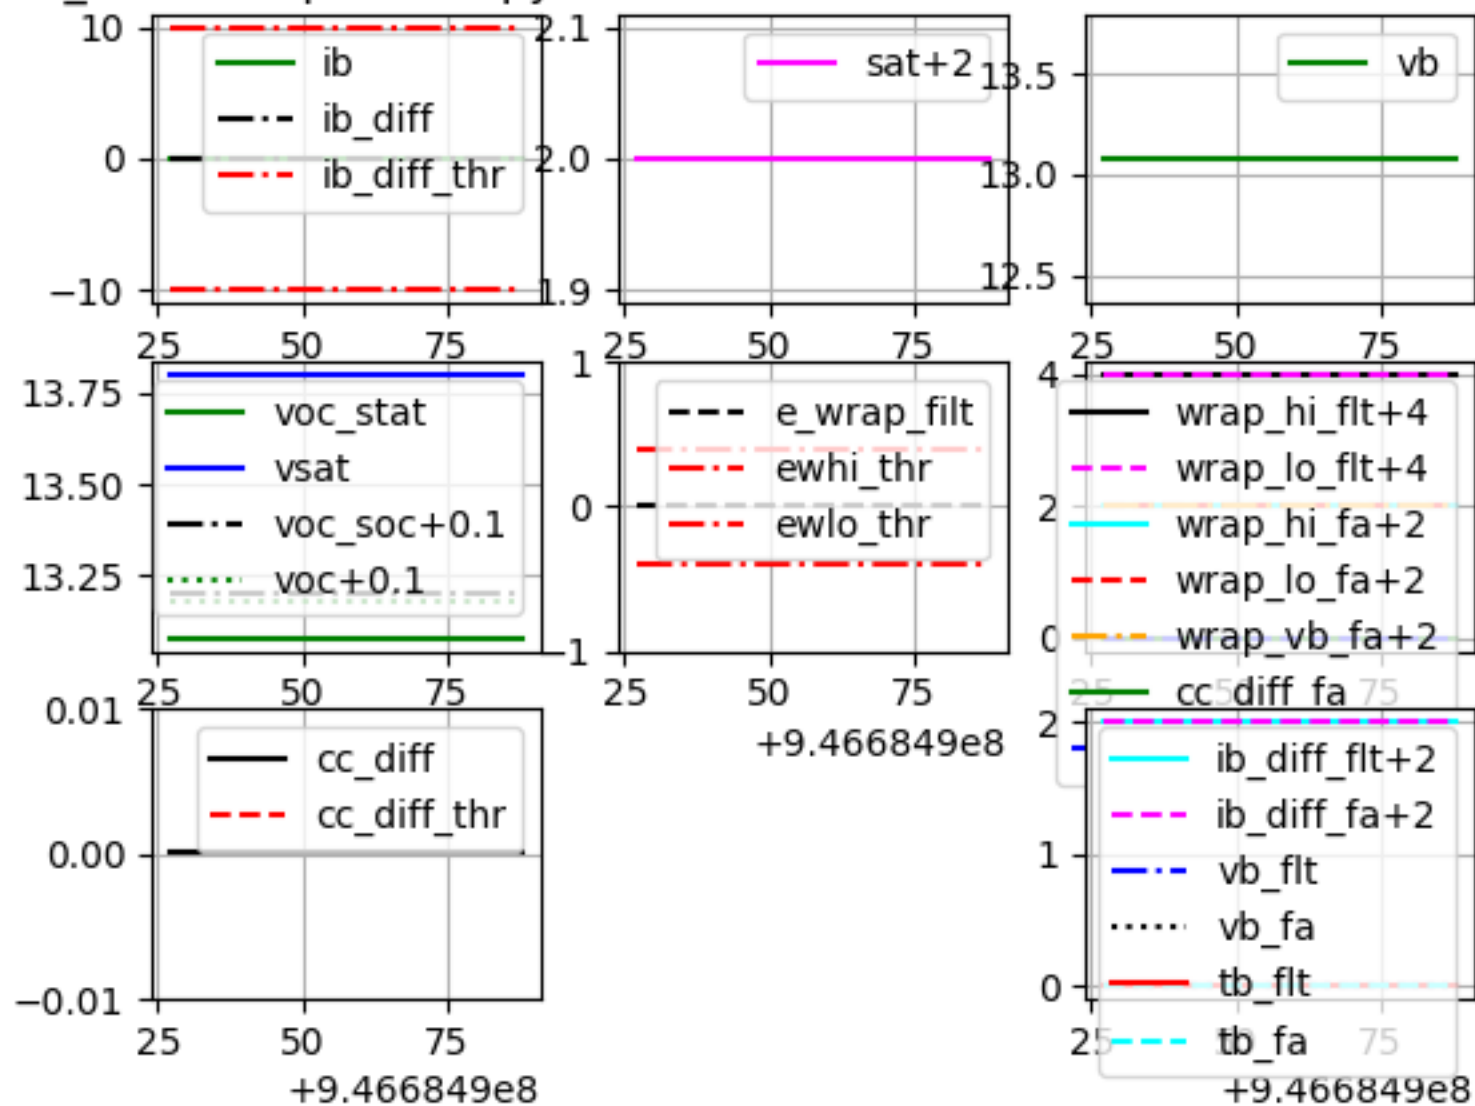 10
0
−10
ib
ib_diff
ib_diff_thr
25 50 75
2.1
2.0
1.9
sat+2
25 50 75
13.5
13.0
12.5
vb
25 50 75
13.75
13.50
13.25
voc_stat
vsat
voc_soc+0.1
voc+0.1
25 50 75
1
0
−1
e_wrap_filt
ewhi_thr
ewlo_thr
25 50 75
+9.466849e8
4
2
0
wrap_hi_flt+4
wrap_lo_flt+4
wrap_hi_fa+2
wrap_lo_fa+2
wrap_vb_fa+2
cc_diff_fa
25 50 75
0.01
0.00
−0.01
cc_diff
cc_diff_thr
25 50 75
+9.466849e8
2
1
0
ib_diff_flt+2
ib_diff_fa+2
vb_flt
vb_fa
tb_flt
tb_fa
25 50 75
+9.466849e8